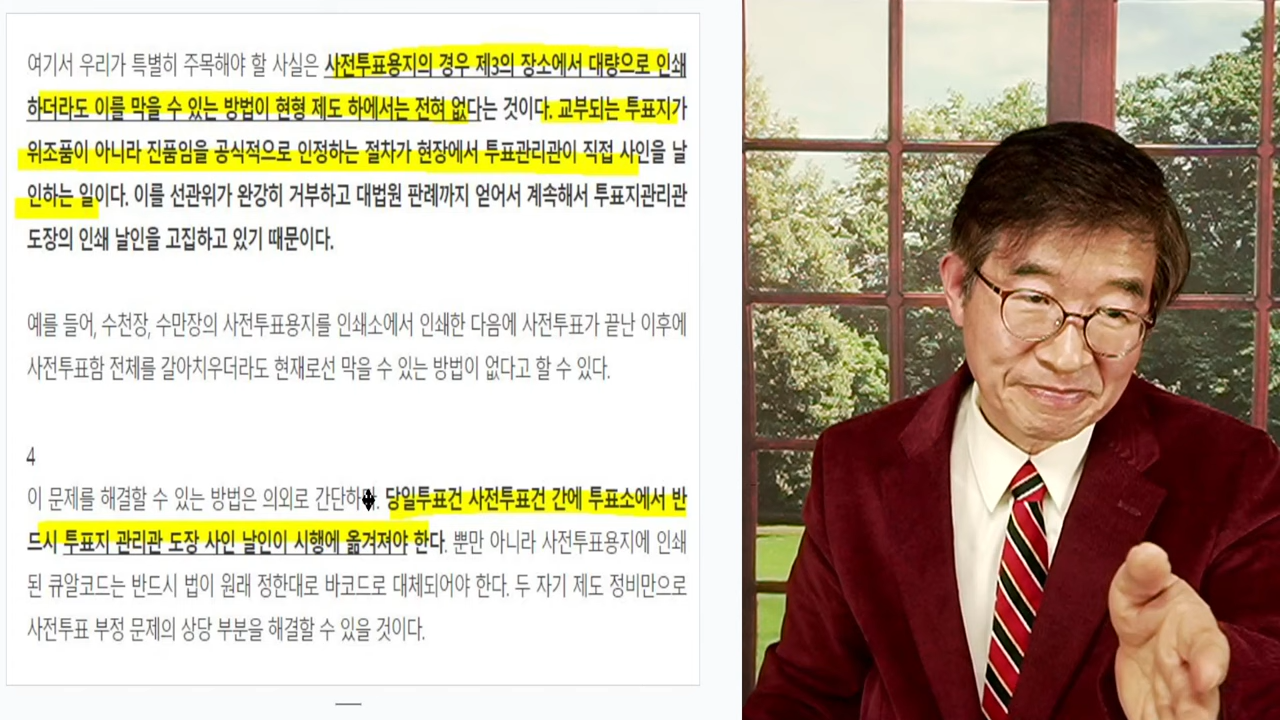 여기서 우리가 특별히 주목해야 할 사실은 사전투표용지의 경우 제3의 장소에서 대량으로 인쇄
하더라도 이를 막을 수 있는 방법이 현형 제도 하에서는 전혀 없다는 것이다. 교부되는 투표지가
위조품이 아니라 진품임을 공식적으로 인정하는 절차가 현장에서 투표관리관이 직접 사인을 날
인하는 일이다. 이를 선관위가 완강히 거부하고 대법원 판례까지 얻어서 계속해서 투표지관리관
도장의 인쇄 날인을 고집하고 있기 때문이다.
예를 들어, 수천장, 수만장의 사전투표용지를 인쇄소에서 인쇄한 다음에 사전투표가 끝난 이후에
사전투표함 전체를 갈아치우더라도 현재로선 막을 수 있는 방법이 없다고 할 수 있다.
4
이 문제를 해결할 수 있는 방법은 의외로 당일투표건 사전투표건 간에 투표소에서 반
드시 투표지 관리관 도장 사인 날인이 시행에 옮겨져야 한다. 뿐만 아니라 사전투표용지에 인쇄
된 큐알코드는 반드시 법이 원래 정한대로 바코드로 대체되어야 한다. 두 자기 제도 정비만으로
사전투표 부정 문제의 상당 부분을 해결할 수 있을 것이다.